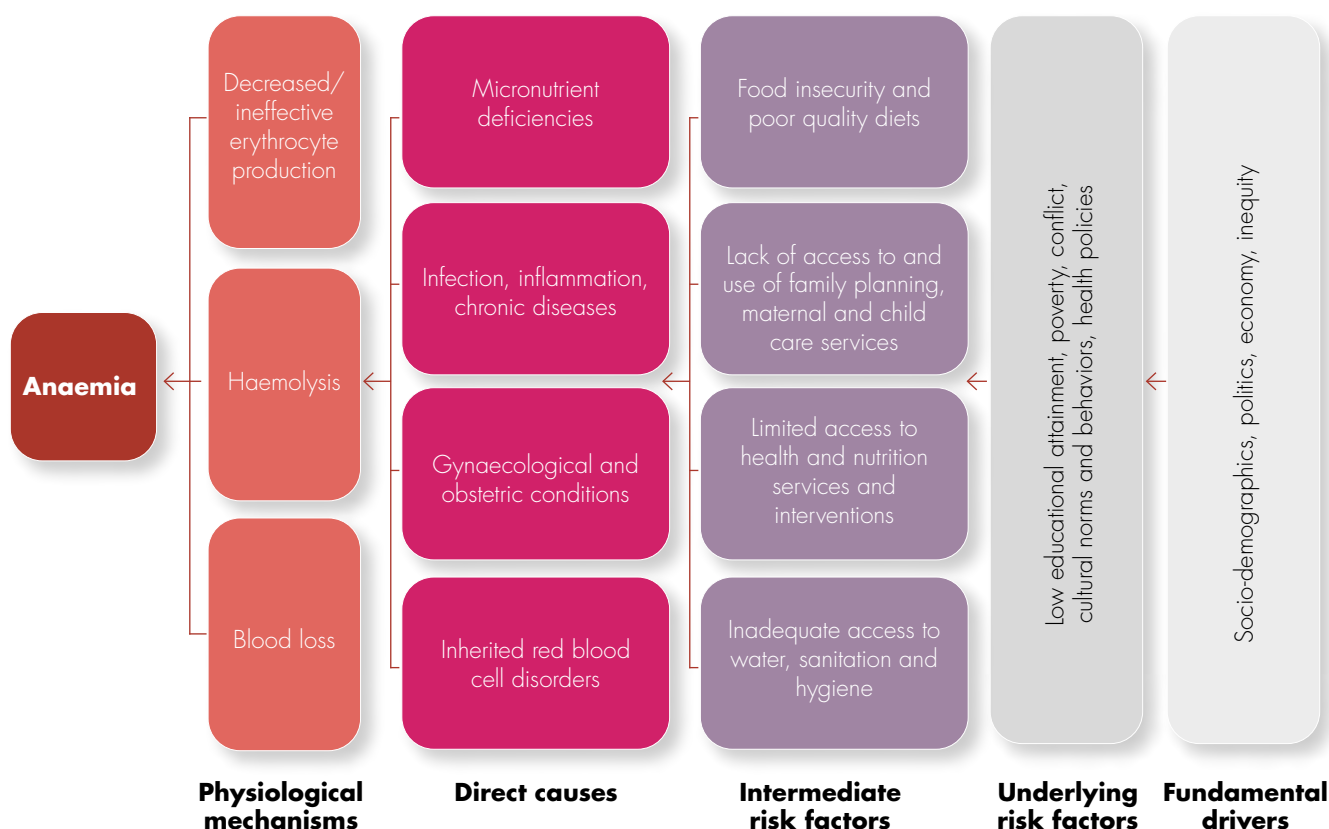 Anaemia
Decreased/
ineffective
erythrocyte
production
Haemolysis
Blood loss
Physiological
mechanisms
Micronutrient
deficiencies
Infection, inflammation,
chronic diseases
Gynaecological and
obstetric conditions
Inherited red blood
cell disorders
Direct causes
Food insecurity and
poor quality diets
Lack of access to and
use of family planning,
maternal and child
care services
Limited access to
health and nutrition
services and
interventions
Inadequate access to
water, sanitation and
hygiene
Intermediate
risk factors
Low educational attainment, poverty, conflict,
cultural norms and behaviors, health policies
Underlying
risk factors
Socio-demographics, politics, economy, inequity
Fundamental
drivers